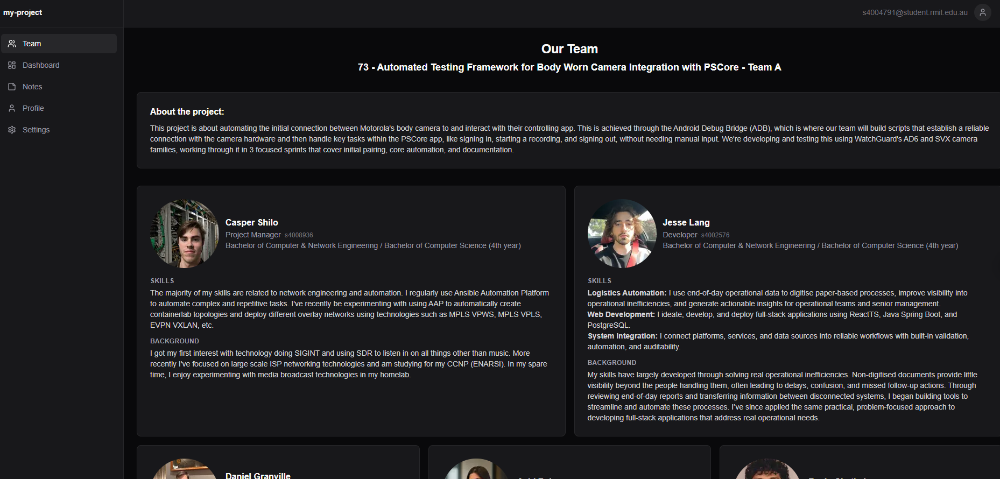 my-project
s4004791@student.rmit.edu.au
Team
Dashboard
Notes
Profile
Settings
Our Team
73 - Automated Testing Framework for Body Worn Camera Integration with PSCore - Team A
About the project:
This project is about automating the initial connection between Motorola's body camera to and interact with their controlling app. This is achieved through the Android Debug Bridge (ADB), which is where our team will build scripts that establish a reliable
connection with the camera hardware and then handle key tasks within the PSCore app, like signing in, starting a recording, and signing out, without needing manual input. We're developing and testing this using WatchGuard's AD6 and SVX camera
families, working through it in 3 focused sprints that cover initial pairing, core automation, and documentation.
Casper Shilo
Project Manager· s4008936
Bachelor of Computer & Network Engineering / Bachelor of Computer Science (4th year)
SKILLS
The majority of my skills are related to network engineering and automation. I regularly use Ansible Automation Platform
to automate complex and repetitive tasks. I've recently be experimenting with using AAP to automatically create
containerlab topologies and deploy different overlay networks using technologies such as MPLS VPWS, MPLS VPLS,
EVPN VXLAN, etc.
BACKGROUND
I got my first interest with technology doing SIGINT and using SDR to listen in on all things other than music. More
recently I've focused on large scale ISP networking technologies and am studying for my CCNP (ENARSI). In my spare
time, I enjoy experimenting with media broadcast technologies in my homelab.
Jesse Lang
Developer· s4002576
Bachelor of Computer & Network Engineering / Bachelor of Computer Science (4th year)
SKILLS
Logistics Automation: I use end-of-day operational data to digitise paper-based processes, improve visibility into
operational inefficiencies, and generate actionable insights for operational teams and senior management.
Web Development: I ideate, develop, and deploy full-stack applications using ReactTS, Java Spring Boot, and
PostgreSQL.
System Integration: I connect platforms, services, and data sources into reliable workflows with built-in validation,
automation, and auditability.
BACKGROUND
My skills have largely developed through solving real operational inefficiencies. Non-digitised documents provide little
visibility beyond the people handling them, often leading to delays, confusion, and missed follow-up actions. Through
reviewing end-of-day reports and transferring information between disconnected systems, I began building tools to
streamline and automate these processes. I've since applied the same practical, problem-focused approach to
developing full-stack applications that address real operational needs.
Daniel Granville